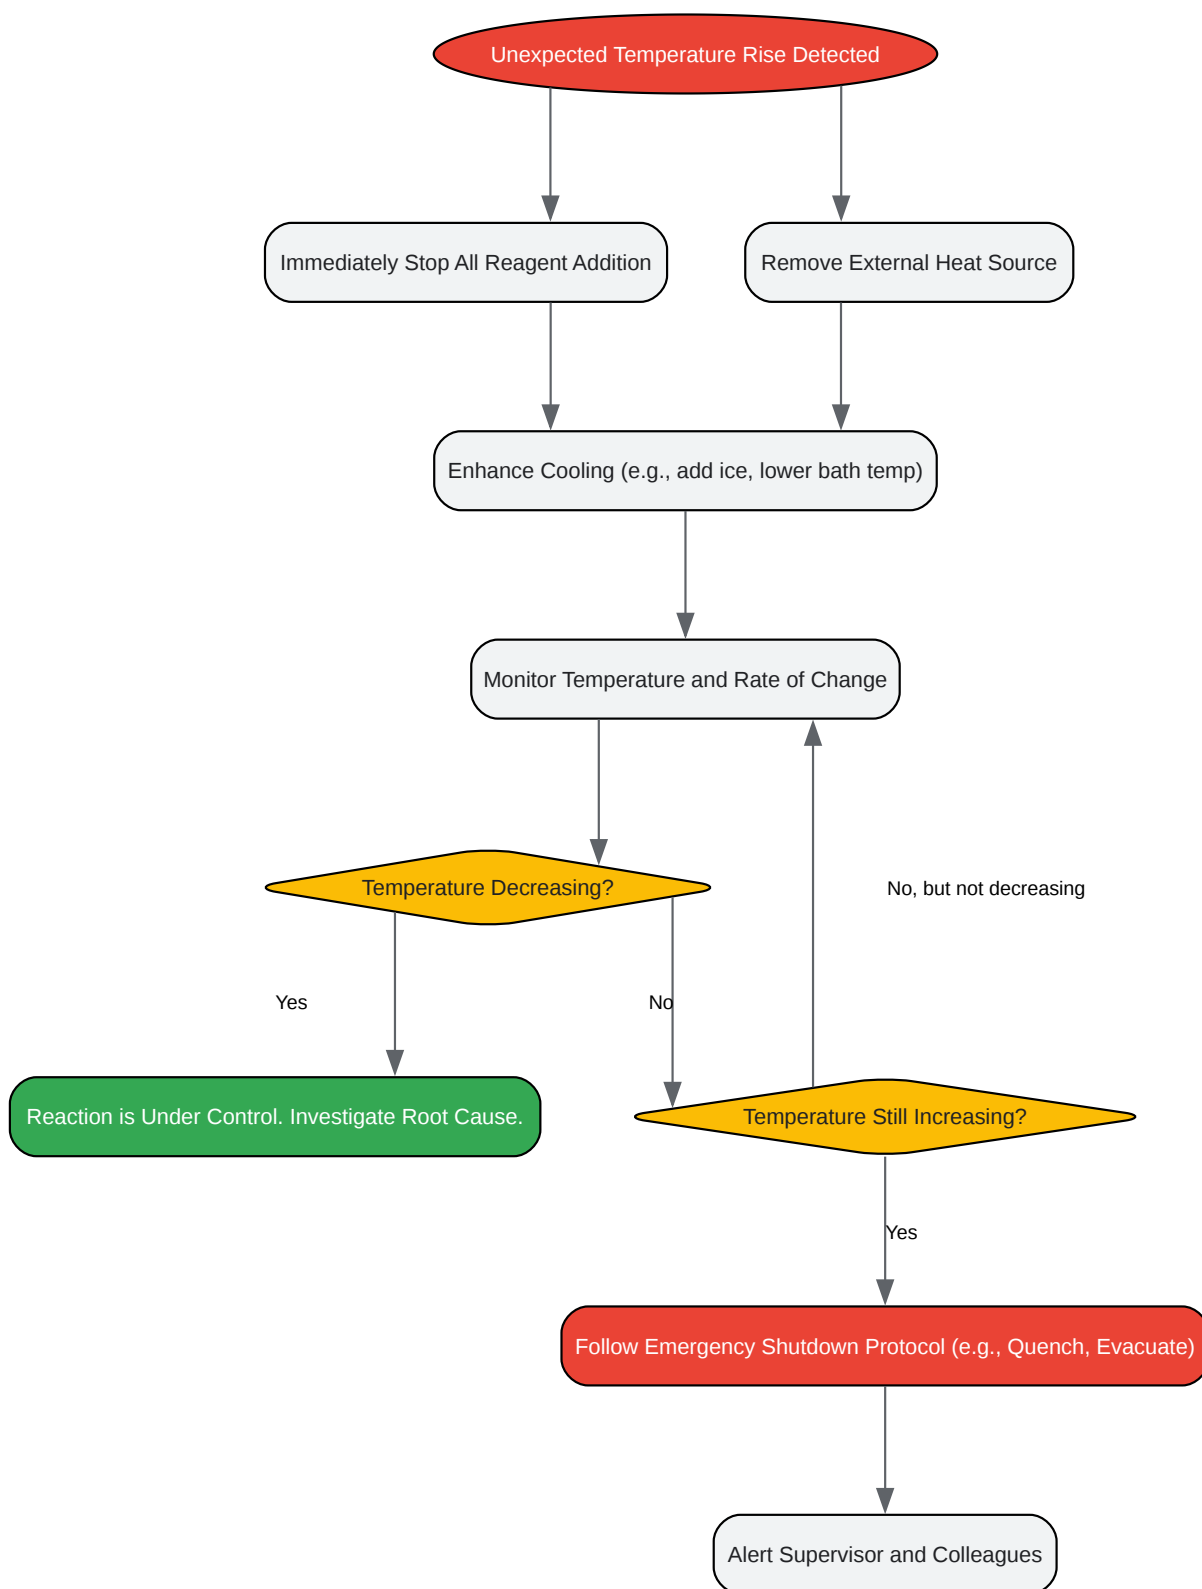 Unexpected Temperature Rise Detected
Immediately Stop All Reagent Addition
Remove External Heat Source
Enhance Cooling (e.g., add ice, lower bath temp)
Monitor Temperature and Rate of Change
Temperature Decreasing?
No, but not decreasing
Yes
No
Reaction is Under Control. Investigate Root Cause.
Temperature Still Increasing?
Yes
Follow Emergency Shutdown Protocol (e.g., Quench, Evacuate)
Alert Supervisor and Colleagues